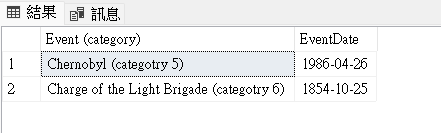 結果 訊息
Event (category) EventDate
1 Chernobyl (categotry 5) 1986-04-26
2 Charge of the Light Brigade (categotry 6) 1854-10-25